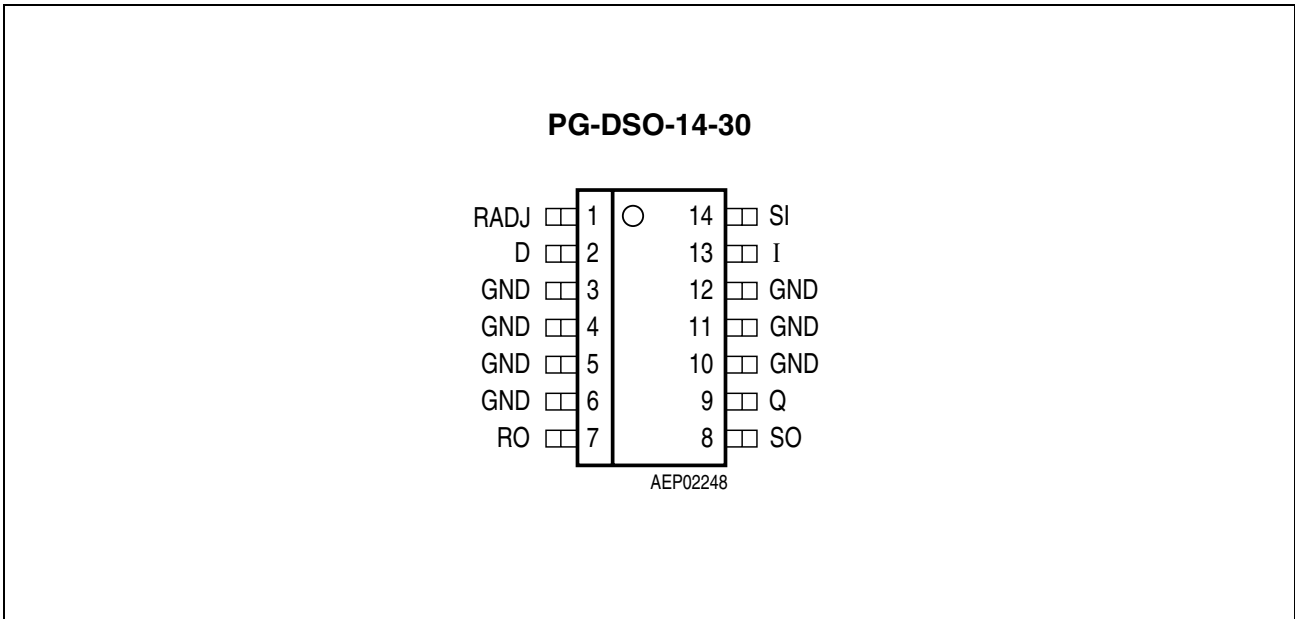 PG-DSO-14-30
RADJ 1 14 SI
D 2 13 I
GND 3 12 GND
GND 4 11 GND
GND 5 10 GND
GND 6 9 Q
RO 7 8 SO
AEP02248